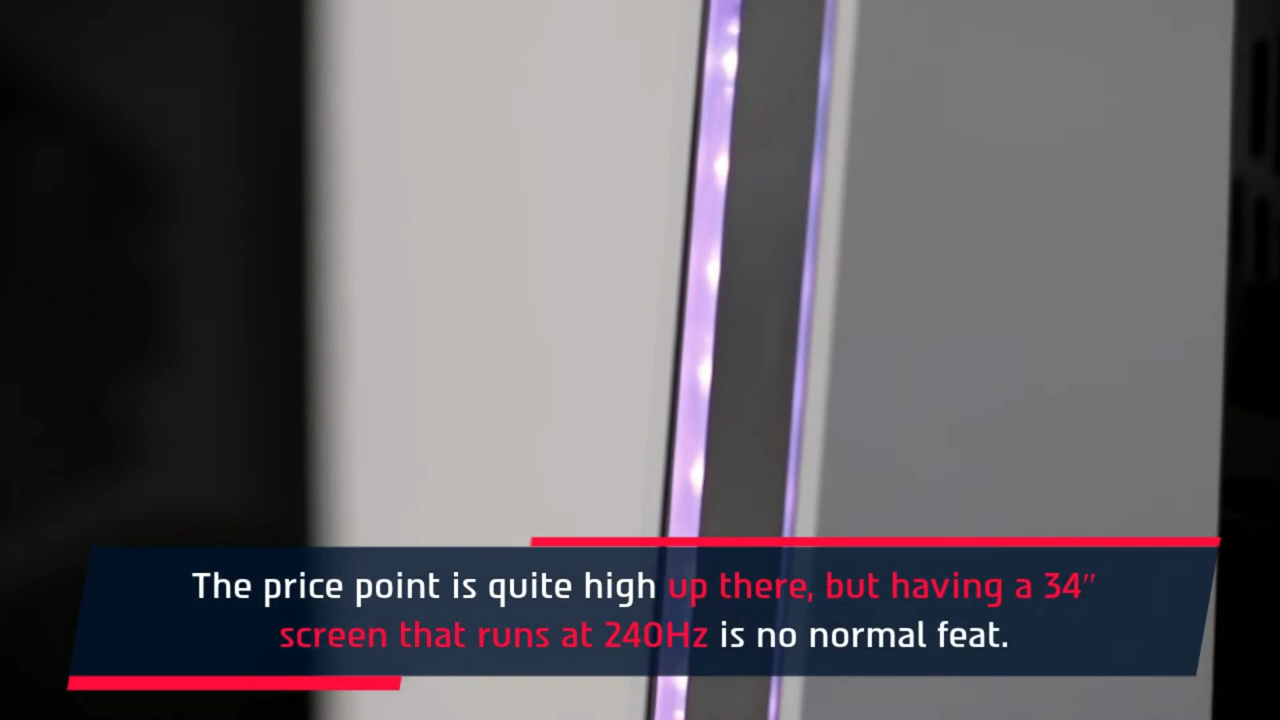 The price point is quite high up there, but having a 34"
screen that runs at 240Hz is no normal feat.